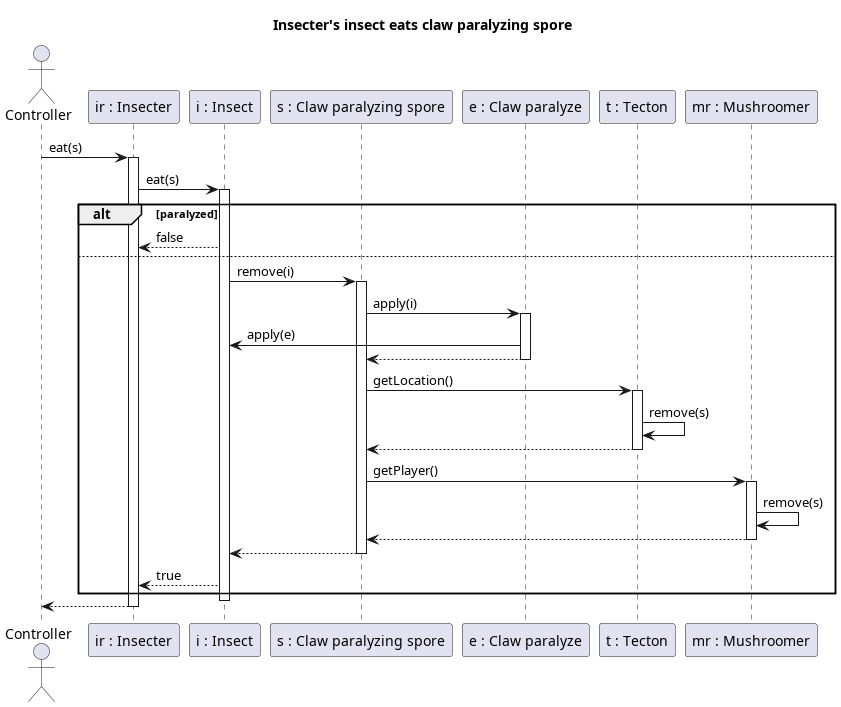 Insecter's insect eats claw paralyzing spore
Controller
ir : Insecter
i : Insect
s : Claw paralyzing spore
e : Claw paralyze
t : Tecton
mr : Mushroomer
eat(s)
eat(s)
alt
[paralyzed]
false
remove(i)
apply(i)
apply(e)
getLocation()
remove(s)
getPlayer()
remove(s)
true
Controller
ir : Insecter
i : Insect
s : Claw paralyzing spore
e : Claw paralyze
t : Tecton
mr : Mushroomer